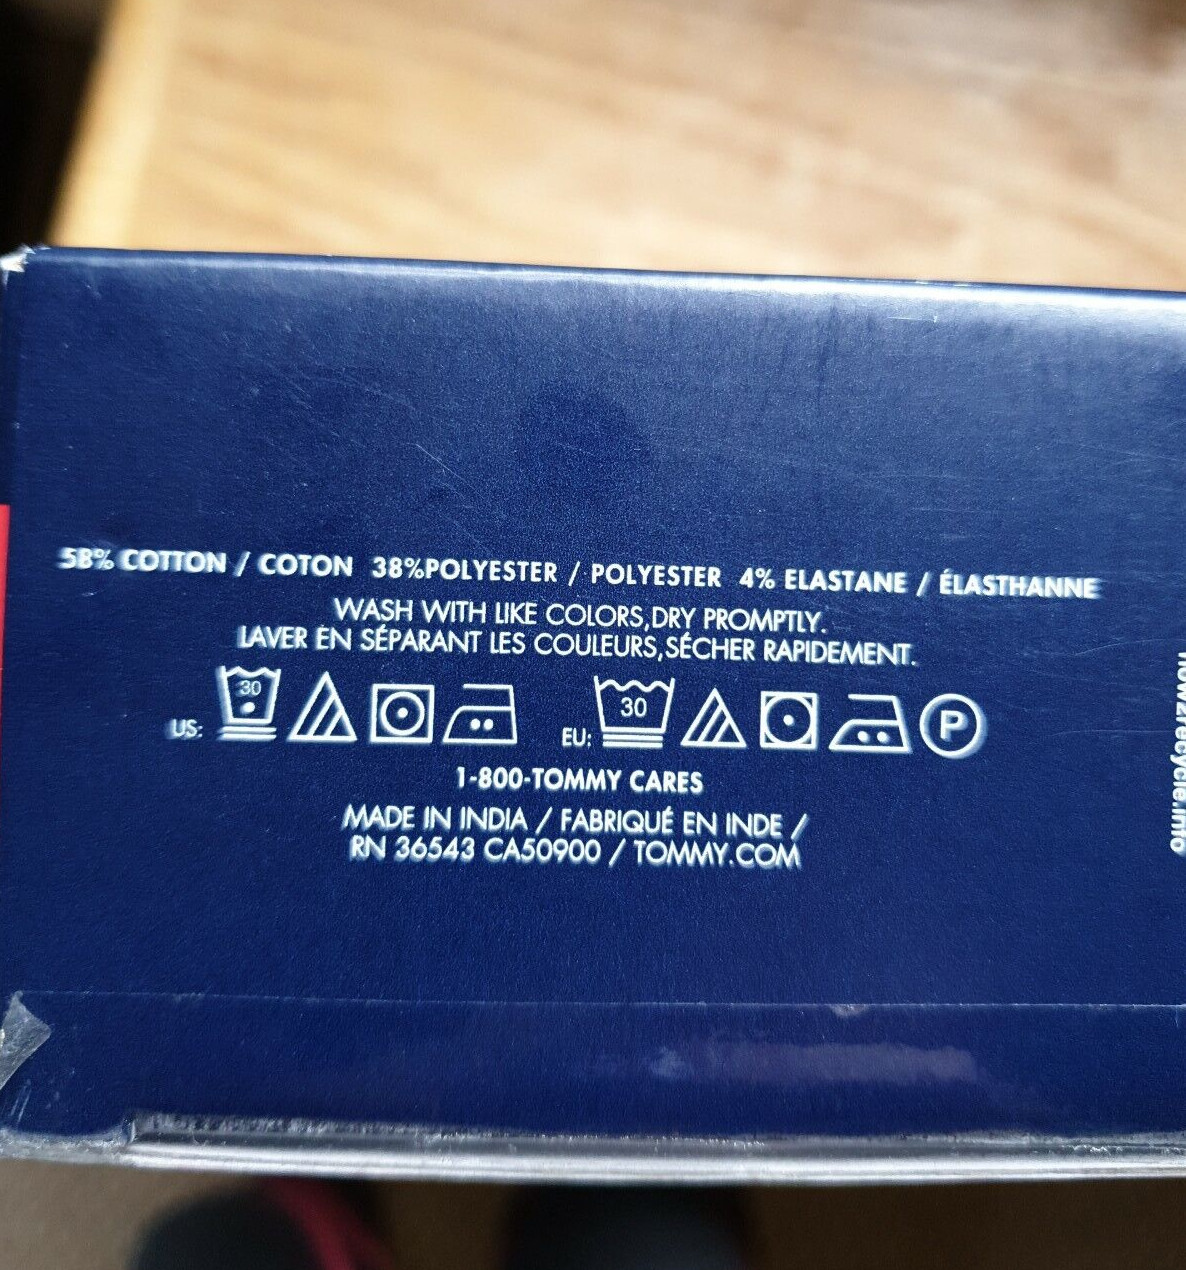 58% COTTON / COTON 38%POLYESTER / POLYESTER 4% ELASTANE / ÉLASTHANNE
WASH WITH LIKE COLORS,DRY PROMPTLY.
LAVER EN SÉPARANT LES COULEURS,SÉCHER RAPIDEMENT.
US: 30 EU: 30 P
1-800-TOMMY CARES
MADE IN INDIA / FABRIQUÉ EN INDE /
RN 36543 CA50900 / TOMMY.COM
how2recycle.info